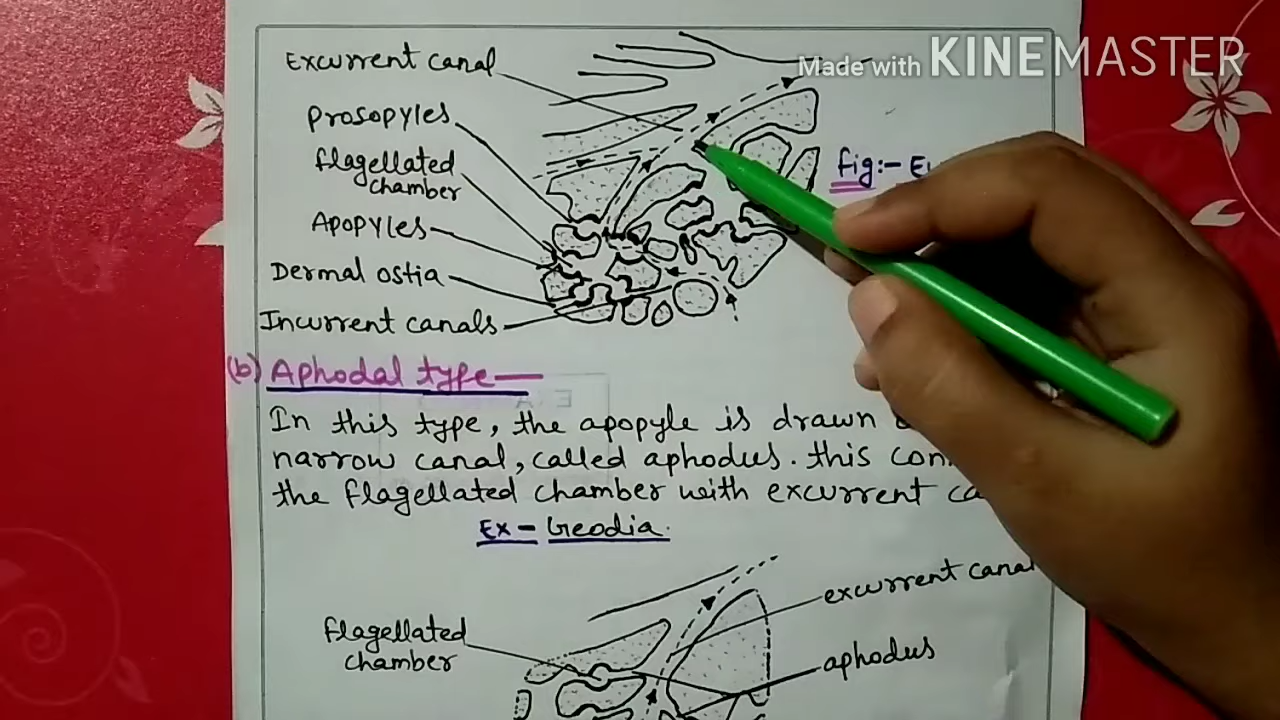 Made with KINEMASTER
Excurrent canal
Prosopyles
flagellated
chamber
Apopyles
Dermal ostia
Incurrent canals
fig:-
(b) Aphodal type—
In this type, the apopyle is drawn
narrow canal, called aphodus. this
the flagellated chamber with excurrent
Ex- Geodia.
flagellated
chamber
excurrent canal
aphodus